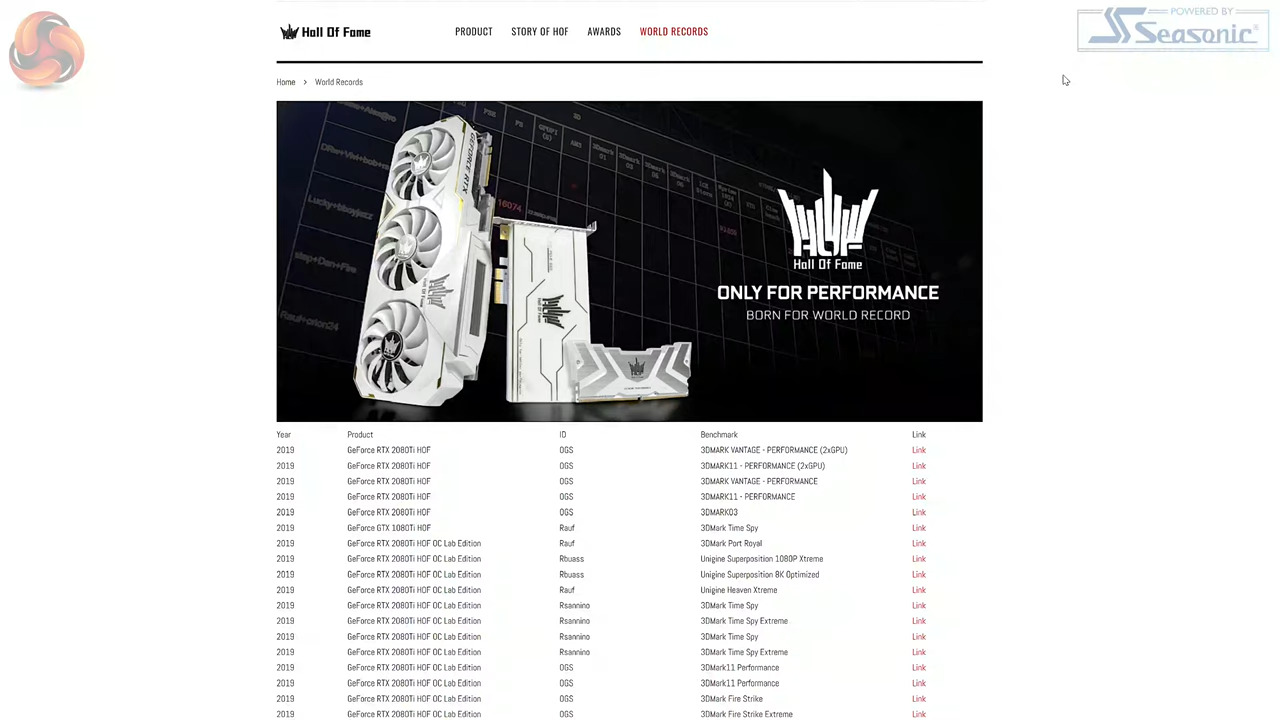 POWERED BY
Seasonic
Hall Of Fame
PRODUCT STORY OF HOF AWARDS WORLD RECORDS
Home > World Records
GEFORCE RTX
16074
Hall Of Fame
Hall Of Fame
HOF
Hall Of Fame
ONLY FOR PERFORMANCE
BORN FOR WORLD RECORD
Year Product ID Benchmark Link
2019 GeForce RTX 2080Ti HOF OGS 3DMARK VANTAGE - PERFORMANCE (2xGPU) Link
2019 GeForce RTX 2080Ti HOF OGS 3DMARK11 - PERFORMANCE (2xGPU) Link
2019 GeForce RTX 2080Ti HOF OGS 3DMARK VANTAGE - PERFORMANCE Link
2019 GeForce RTX 2080Ti HOF OGS 3DMARK11 - PERFORMANCE Link
2019 GeForce RTX 2080Ti HOF OGS 3DMARK03 Link
2019 GeForce GTX 1080Ti HOF Rauf 3DMark Time Spy Link
2019 GeForce RTX 2080Ti HOF OC Lab Edition Rauf 3DMark Port Royal Link
2019 GeForce RTX 2080Ti HOF OC Lab Edition Rbuass Unigine Superposition 1080P Xtreme Link
2019 GeForce RTX 2080Ti HOF OC Lab Edition Rbuass Unigine Superposition 8K Optimized Link
2019 GeForce RTX 2080Ti HOF OC Lab Edition Rauf Unigine Heaven Xtreme Link
2019 GeForce RTX 2080Ti HOF OC Lab Edition Rsannino 3DMark Time Spy Link
2019 GeForce RTX 2080Ti HOF OC Lab Edition Rsannino 3DMark Time Spy Extreme Link
2019 GeForce RTX 2080Ti HOF OC Lab Edition Rsannino 3DMark Time Spy Link
2019 GeForce RTX 2080Ti HOF OC Lab Edition Rsannino 3DMark Time Spy Extreme Link
2019 GeForce RTX 2080Ti HOF OC Lab Edition OGS 3DMark11 Performance Link
2019 GeForce RTX 2080Ti HOF OC Lab Edition OGS 3DMark11 Performance Link
2019 GeForce RTX 2080Ti HOF OC Lab Edition OGS 3DMark Fire Strike Link
2019 GeForce RTX 2080Ti HOF OC Lab Edition OGS 3DMark Fire Strike Extreme Link